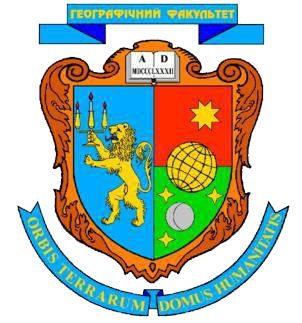 ГЕОГРАФІЧНИЙ ФАКУЛЬТЕТ
A D
MDCCCLXXXII
ORBIS TERRARUM DOMUS HUMANITATIS